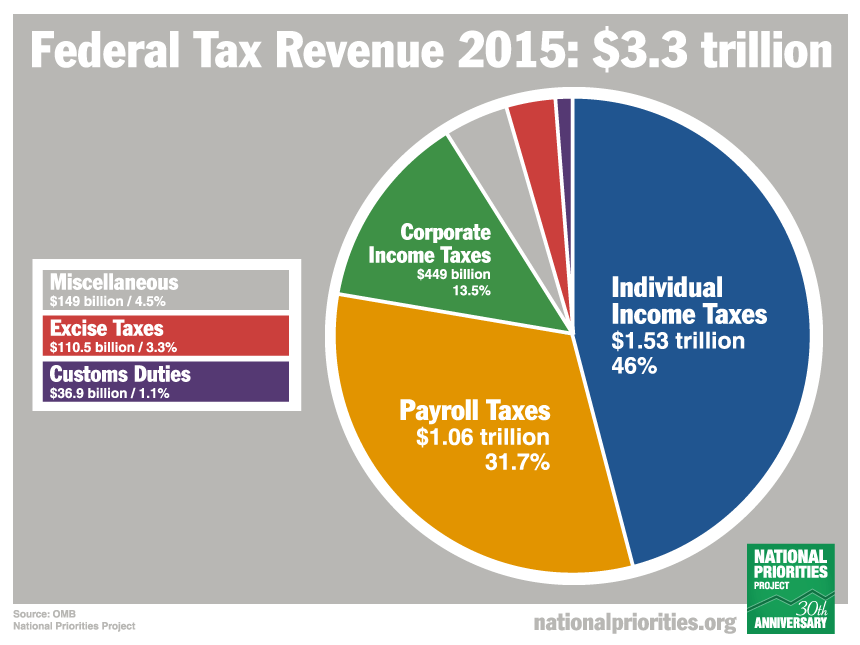 Federal Tax Revenue 2015: $3.3 trillion
Corporate
Income Taxes
$449 billion
13.5%
Individual
Income Taxes
$1.53 trillion
46%
Miscellaneous
$149 billion / 4.5%
Excise Taxes
$110.5 billion / 3.3%
Customs Duties
$36.9 billion / 1.1%
Payroll Taxes
$1.06 trillion
31.7%
NATIONAL
PRIORITIES
PROJECT
30th
ANNIVERSARY
Source: OMB
National Priorities Project
nationalpriorities.org